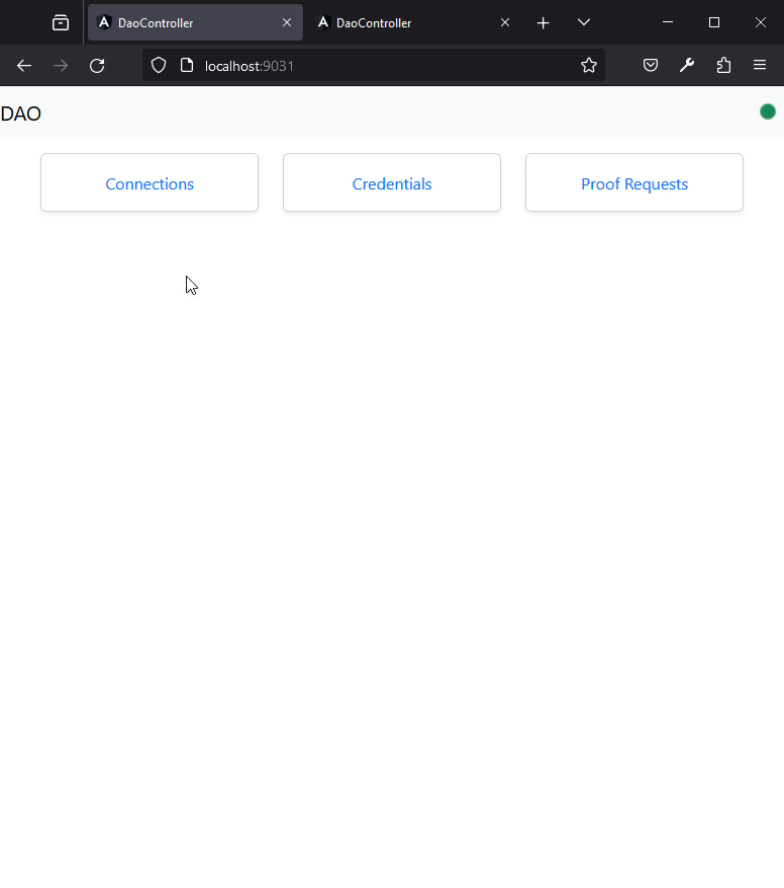 DaoController
DaoController
localhost:9031
DAO
Connections
Credentials
Proof Requests